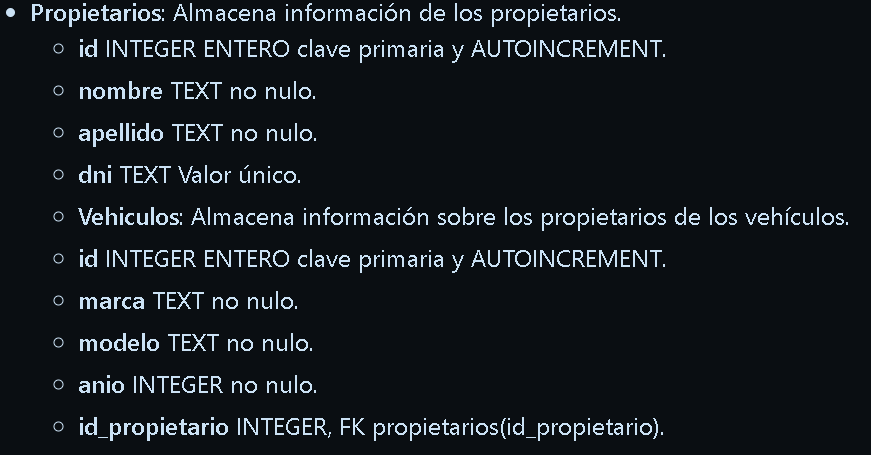 Propietarios: Almacena información de los propietarios.
id INTEGER ENTERO clave primaria y AUTOINCREMENT.
nombre TEXT no nulo.
apellido TEXT no nulo.
dni TEXT Valor único.
Vehiculos: Almacena información sobre los propietarios de los vehículos.
id INTEGER ENTERO clave primaria y AUTOINCREMENT.
marca TEXT no nulo.
modelo TEXT no nulo.
anio INTEGER no nulo.
id_propietario INTEGER, FK propietarios(id_propietario).